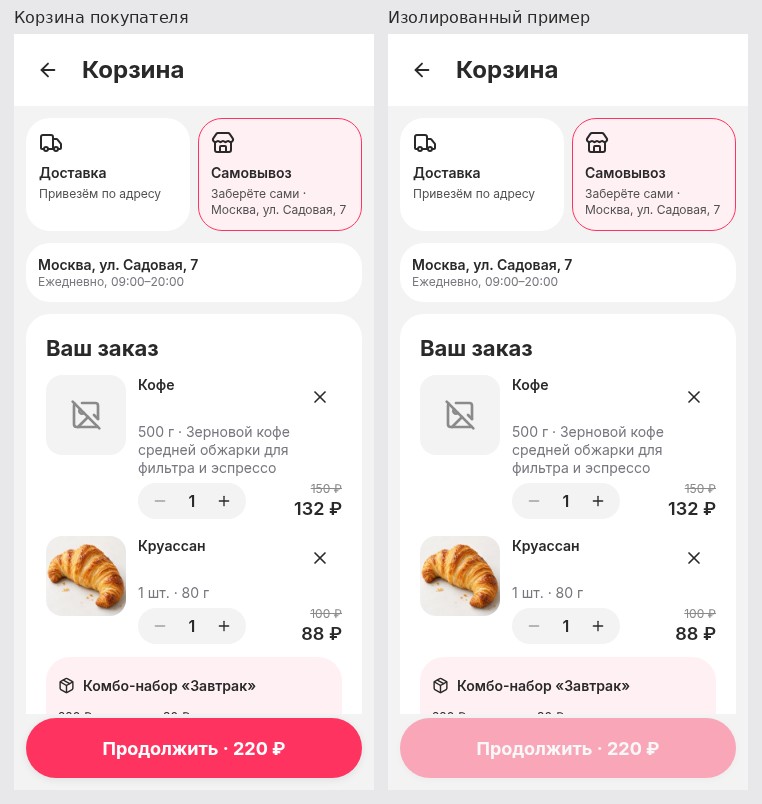 Корзина покупателя
Корзина
Доставка
Привезём по адресу
Самовывоз
Заберёте сами ·
Москва, ул. Садовая, 7
Москва, ул. Садовая, 7
Ежедневно, 09:00–20:00
Ваш заказ
Кофе
500 г · Зерновой кофе
средней обжарки для
фильтра и эспрессо
1
150 ₽
132 ₽
Круассан
1 шт. · 80 г
1
100 ₽
88 ₽
Комбо-набор «Завтрак»
Продолжить · 220 ₽
Изолированный пример
Корзина
Доставка
Привезём по адресу
Самовывоз
Заберёте сами ·
Москва, ул. Садовая, 7
Москва, ул. Садовая, 7
Ежедневно, 09:00–20:00
Ваш заказ
Кофе
500 г · Зерновой кофе
средней обжарки для
фильтра и эспрессо
1
150 ₽
132 ₽
Круассан
1 шт. · 80 г
1
100 ₽
88 ₽
Комбо-набор «Завтрак»
Продолжить · 220 ₽